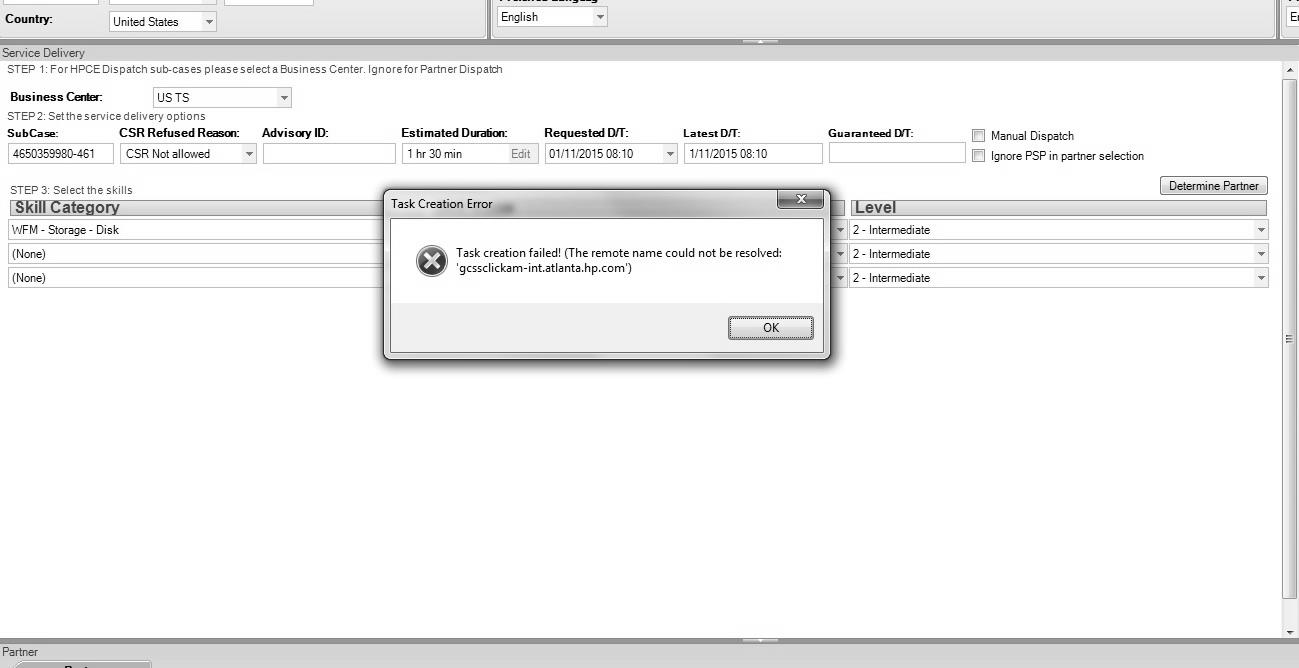 Country:
United States
English
Service Delivery
STEP 1: For HPCE Dispatch sub-cases please select a Business Center. Ignore for Partner Dispatch
Business Center:
US TS
STEP 2: Set the service delivery options
SubCase:
CSR Refused Reason:
Advisory ID:
Estimated Duration:
Requested D/T:
Latest D/T:
Guaranteed D/T:
Manual Dispatch
4650359980-461
CSR Not allowed
1 hr 30 min
Edit
01/11/2015 08:10
1/11/2015 08:10
Ignore PSP in partner selection
STEP 3: Select the skills
Determine Partner
Skill Category
Level
WFM - Storage - Disk
2 - Intermediate
(None)
2 - Intermediate
(None)
2 - Intermediate
Task Creation Error
Task creation failed! (The remote name could not be resolved:
'gcssclickam-int.atlanta.hp.com')
OK
Partner